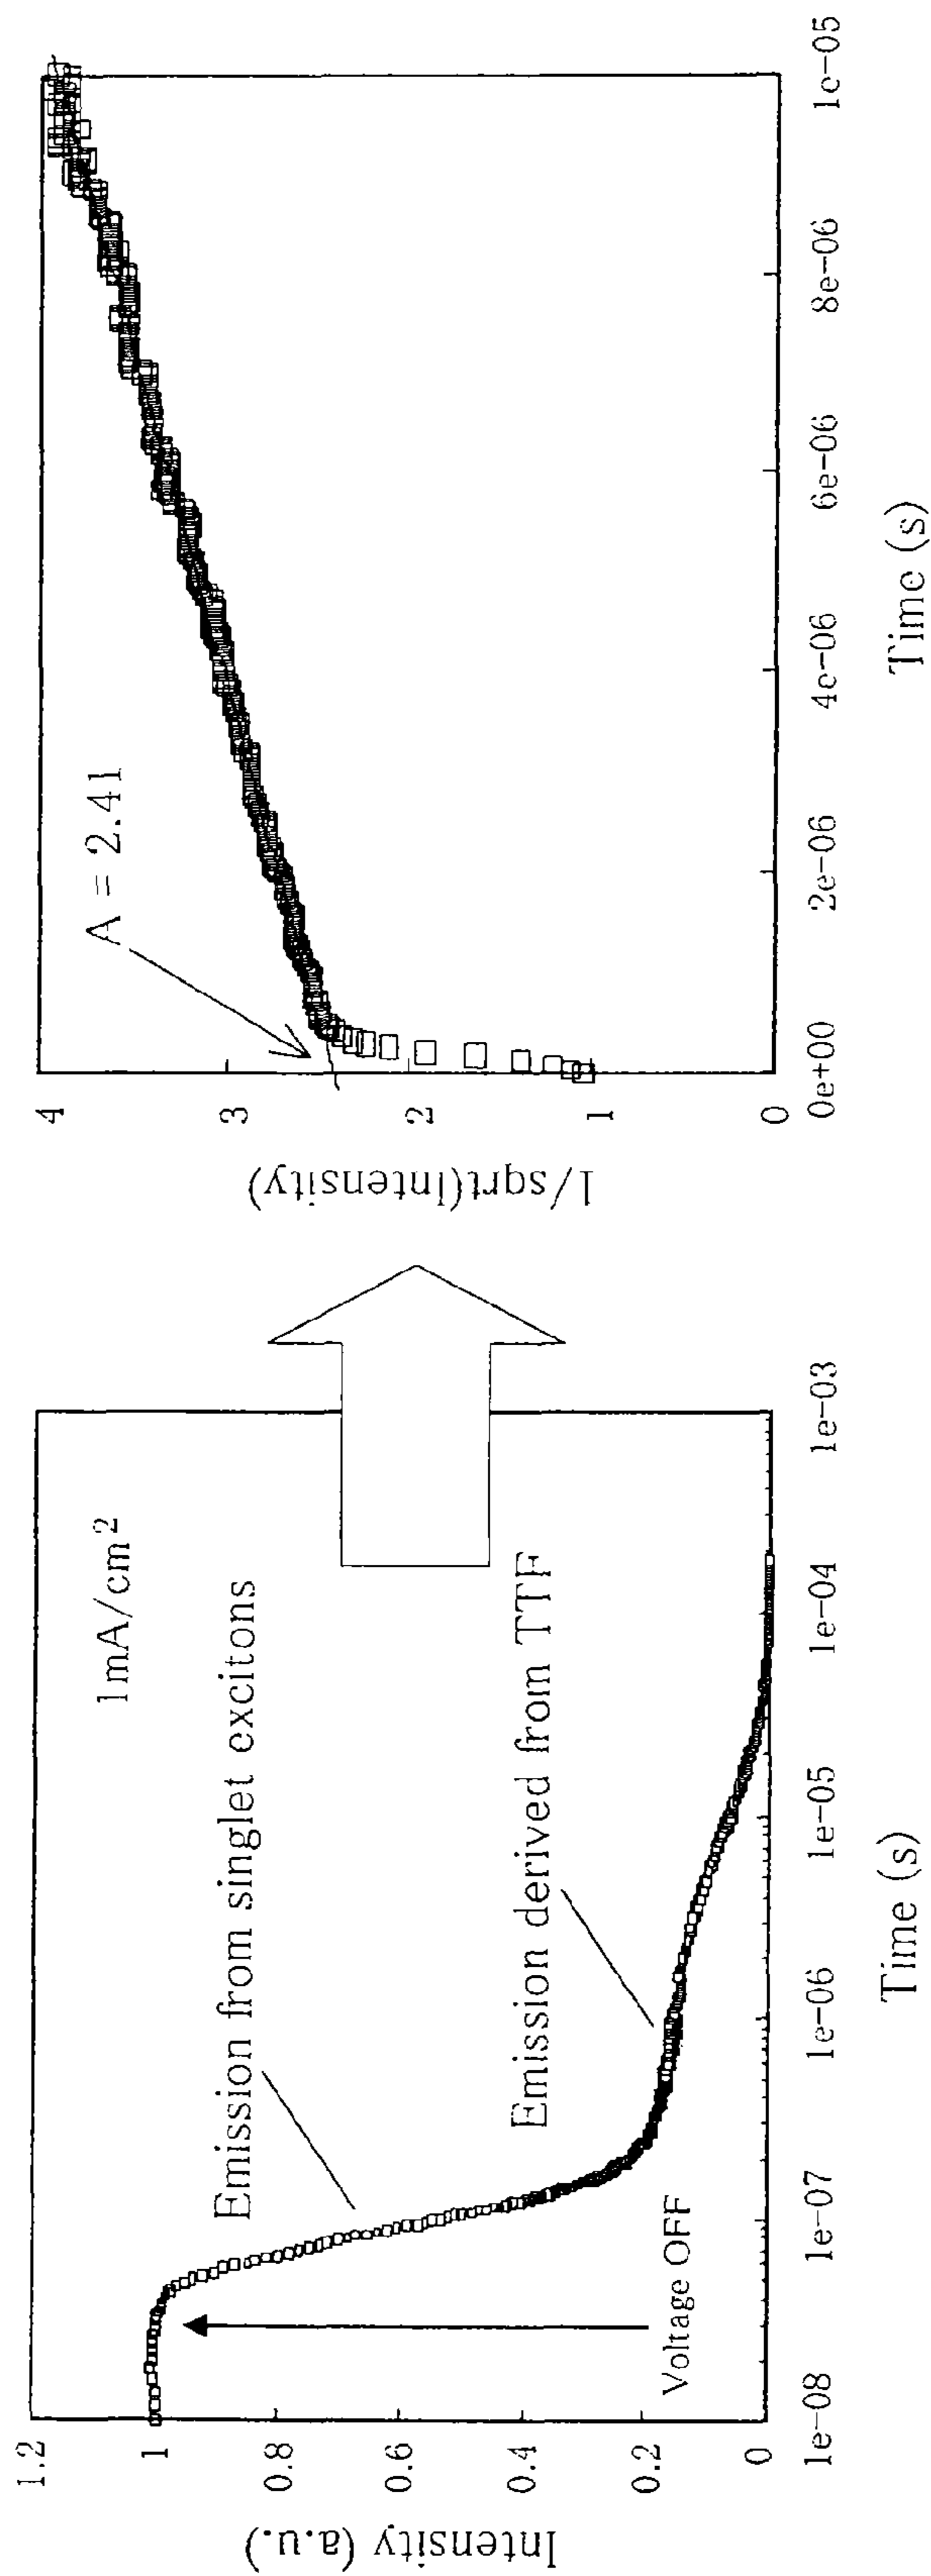 Intensity (a.u.)
1.2
1
0.8
0.6
0.4
0.2
0
1mA/cm²
Emission from singlet excitons
Emission derived from TTF
Voltage OFF
1e-08
1e-07
1e-06
1e-05
1e-04
1e-03
Time (s)
1/sqrt(Intensity)
4
3
2
1
0
A = 2.41
0e+00
2e-06
4e-06
6e-06
8e-06
1e-05
Time (s)